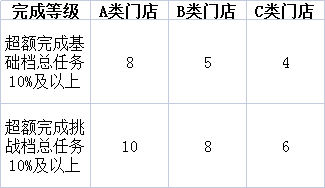 完成等级 A类门店 B类门店 C类门店
超额完成基
础档总任务
10%及以上
8 5 4
超额完成挑
战档总任务
10%及以上
10 8 6